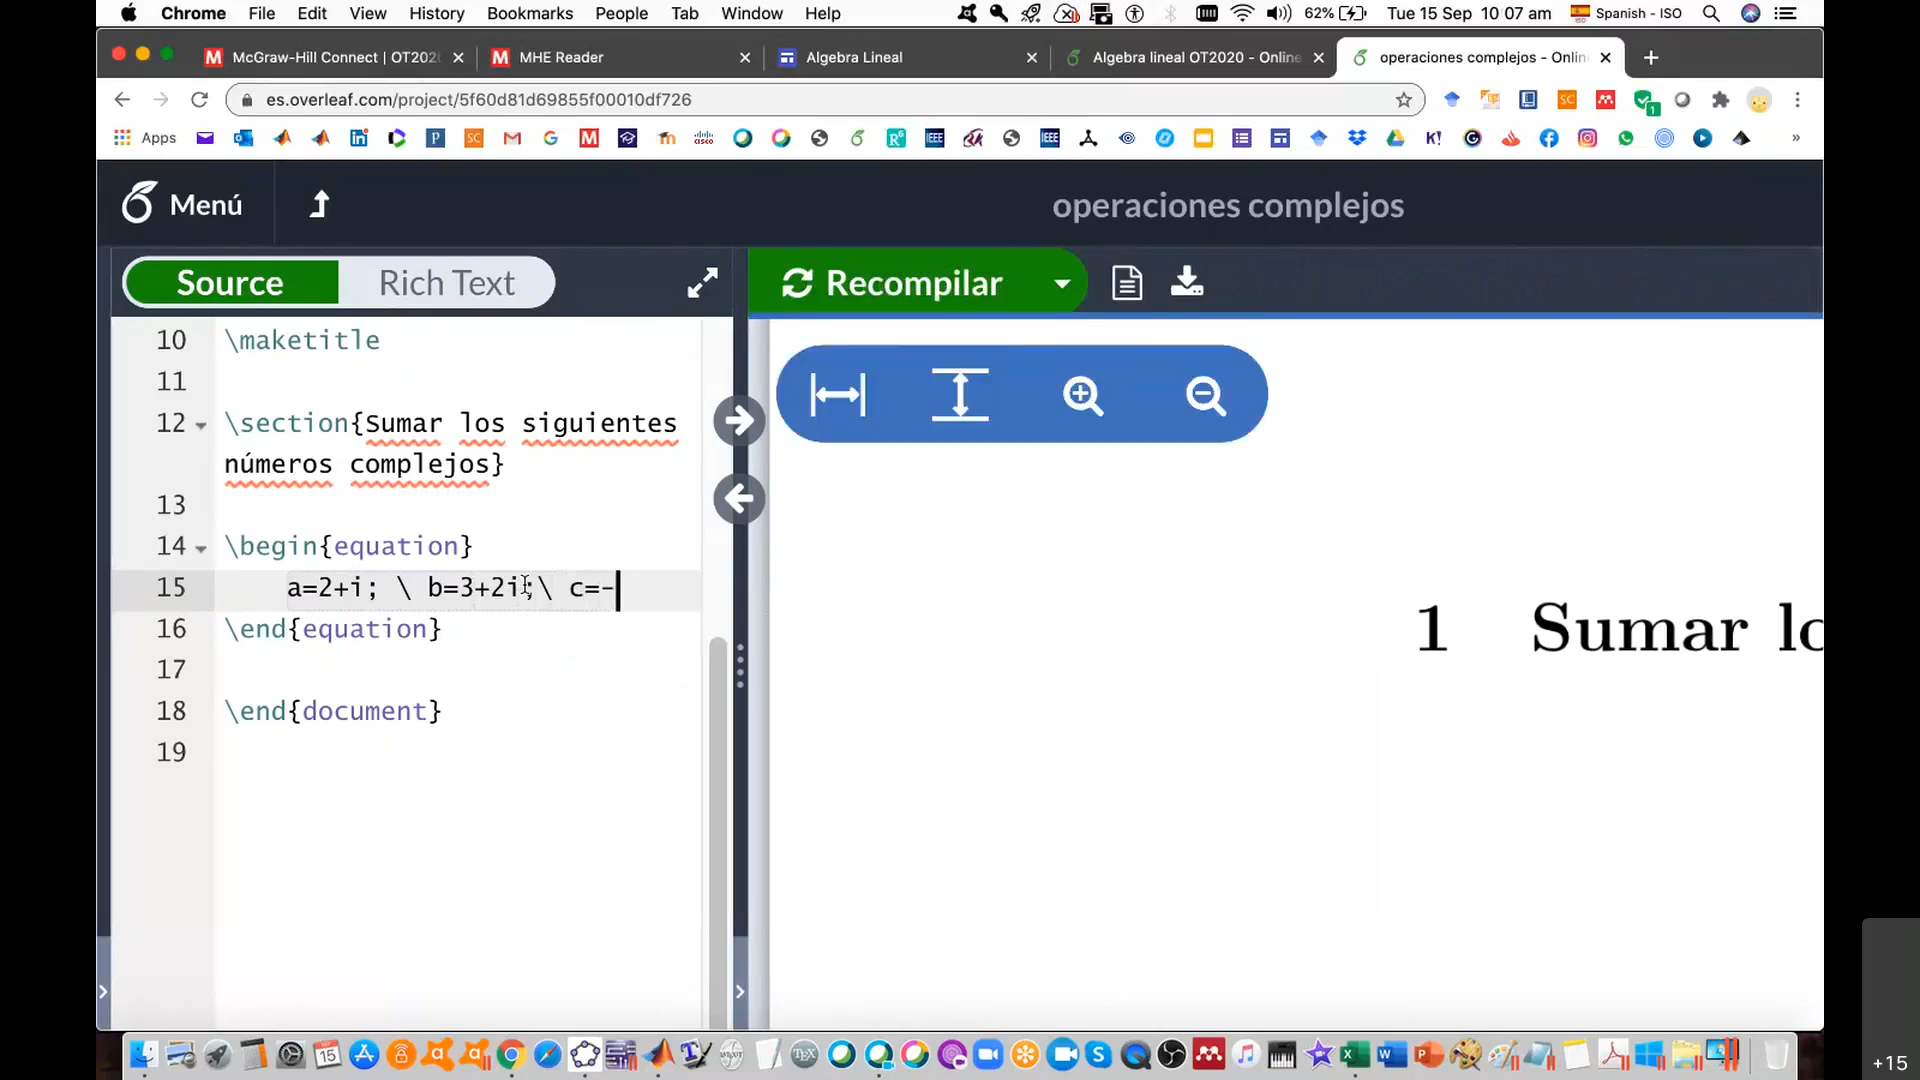 Chrome File Edit View History Bookmarks People Tab Window Help 62% Tue 15 Sep 10:07 am Spanish - ISO
McGraw-Hill Connect | OT202 MHE Reader Algebra Lineal Algebra lineal OT2020 - Online operaciones complejos - Onlin
es.overleaf.com/project/5f60d81d69855f00010df726
Apps
Menú operaciones complejos
Source Rich Text Recompilar
10 \maketitle
11
12 \section{Sumar los siguientes
números complejos}
13
14 \begin{equation}
15 a=2+i; \ b=3+2i;\ c=-
16 \end{equation}
17
18 \end{document}
19
1 Sumar lo
+15